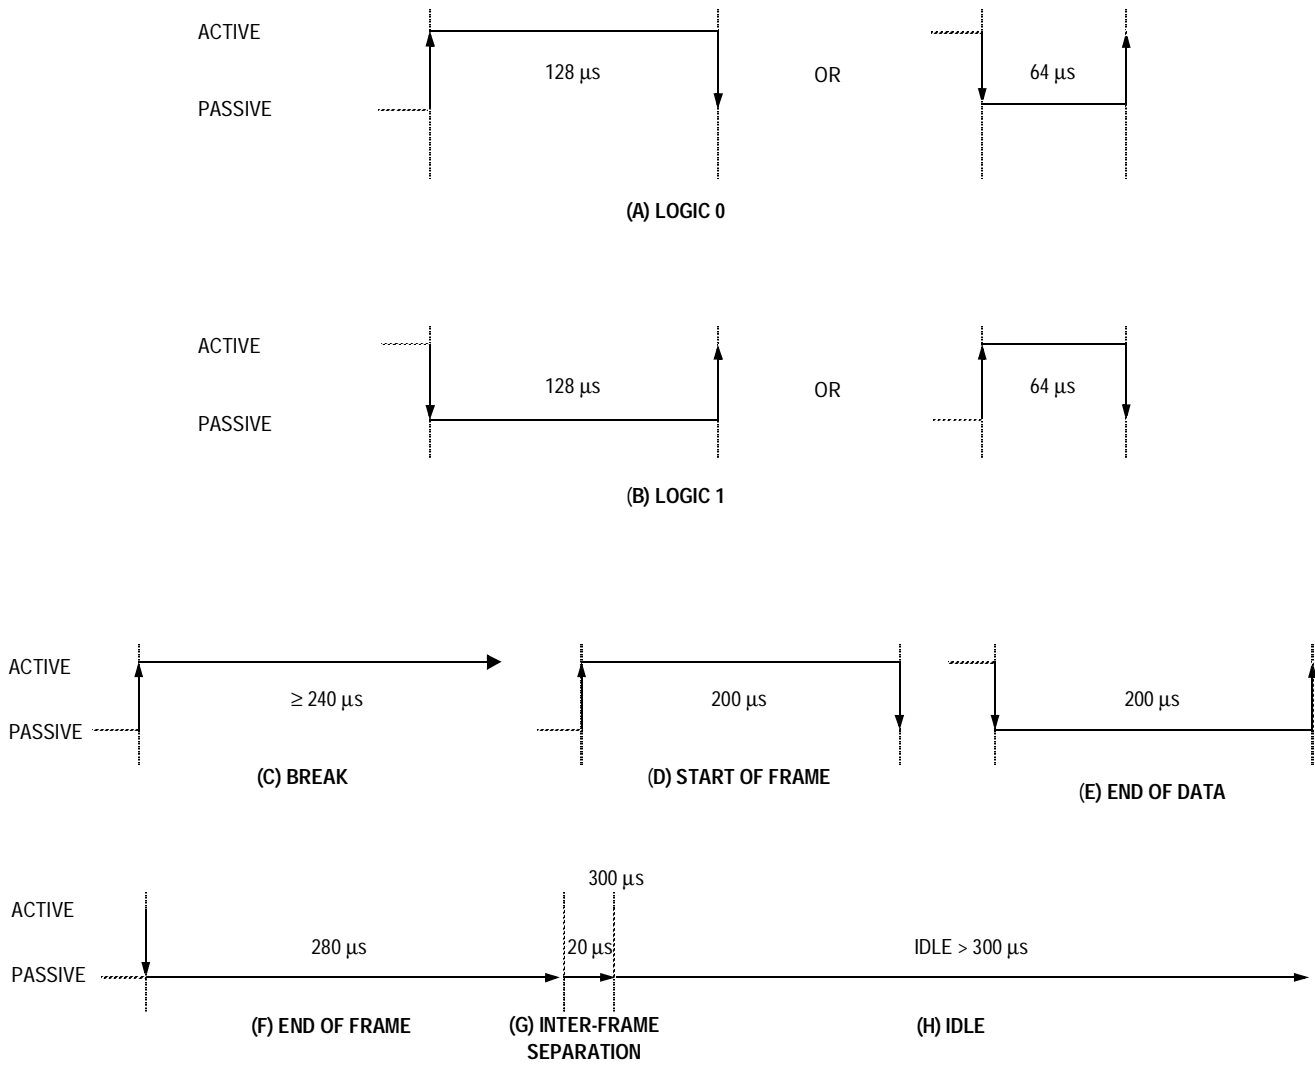 ACTIVE
128 µs
OR
64 µs
PASSIVE
(A) LOGIC 0
ACTIVE
128 µs
OR
64 µs
PASSIVE
(B) LOGIC 1
ACTIVE
≥ 240 µs
200 µs
200 µs
PASSIVE
(C) BREAK
(D) START OF FRAME
(E) END OF DATA
300 µs
ACTIVE
280 µs
20 µs
IDLE > 300 µs
PASSIVE
(F) END OF FRAME
(G) INTER-FRAME
SEPARATION
(H) IDLE